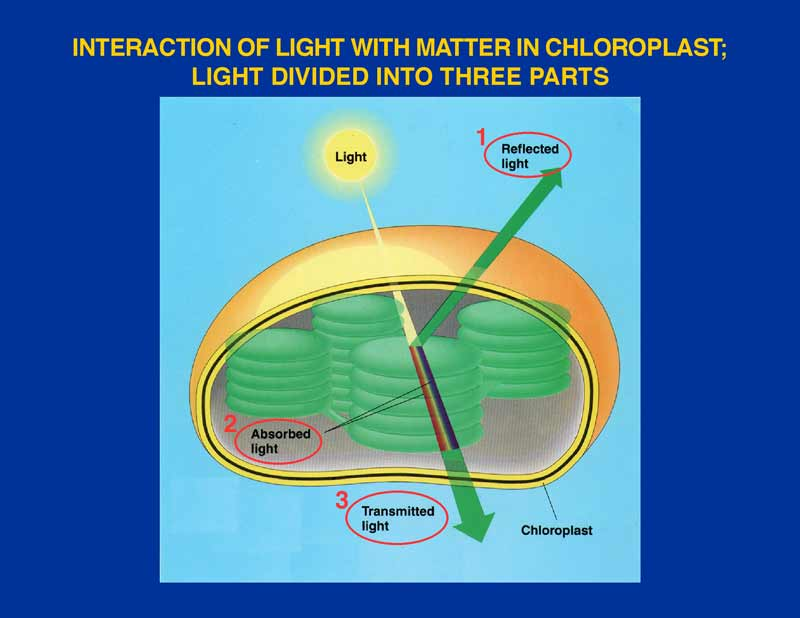 INTERACTION OF LIGHT WITH MATTER IN CHLOROPLAST;
LIGHT DIVIDED INTO THREE PARTS
Light
1
Reflected
light
2
Absorbed
light
3
Transmitted
light
Chloroplast